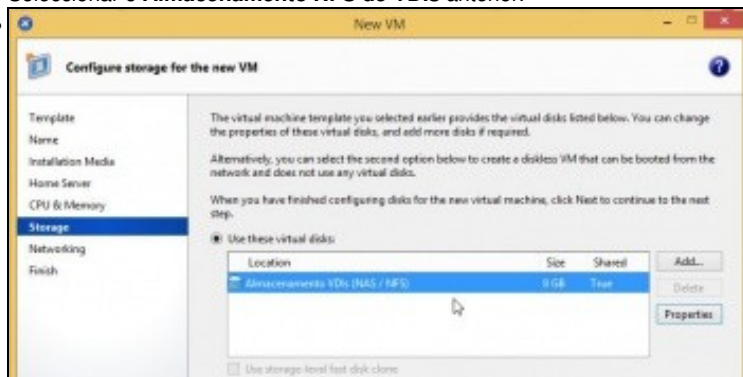 Seleccionar o Almacenamento NFS de VDIs anterior.
New VM
Configure storage for the new VM
Template
Name
Installation Media
Home Server
CPU & Memory
Storage
Networking
Finish
The virtual machine template you selected earlier provides the virtual disks listed below. You can change
the properties of these virtual disks, and add more disks if required.
Alternatively, you can select the second option below to create a diskless VM that can be booted from the
network and does not use any virtual disks.
When you have finished configuring disks for the new virtual machine, click Next to continue to the next
step.
Use these virtual disks:
Location Size Shared
Almacenamento VDIs (NAS / NFS) 8 GB True
Add...
Delete
Properties
Use storage-level fast disk clone